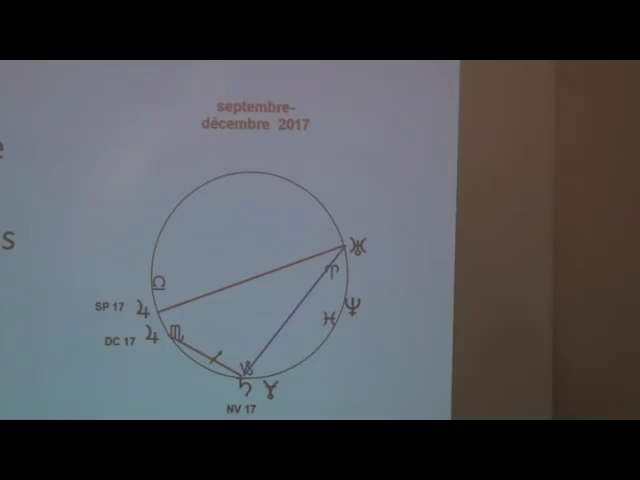 septembre-
décembre 2017
e
s
♅
♈
♎
SP 17 ♃
♆
♓
DC 17 ♃ ♏
♑
♄
NV 17